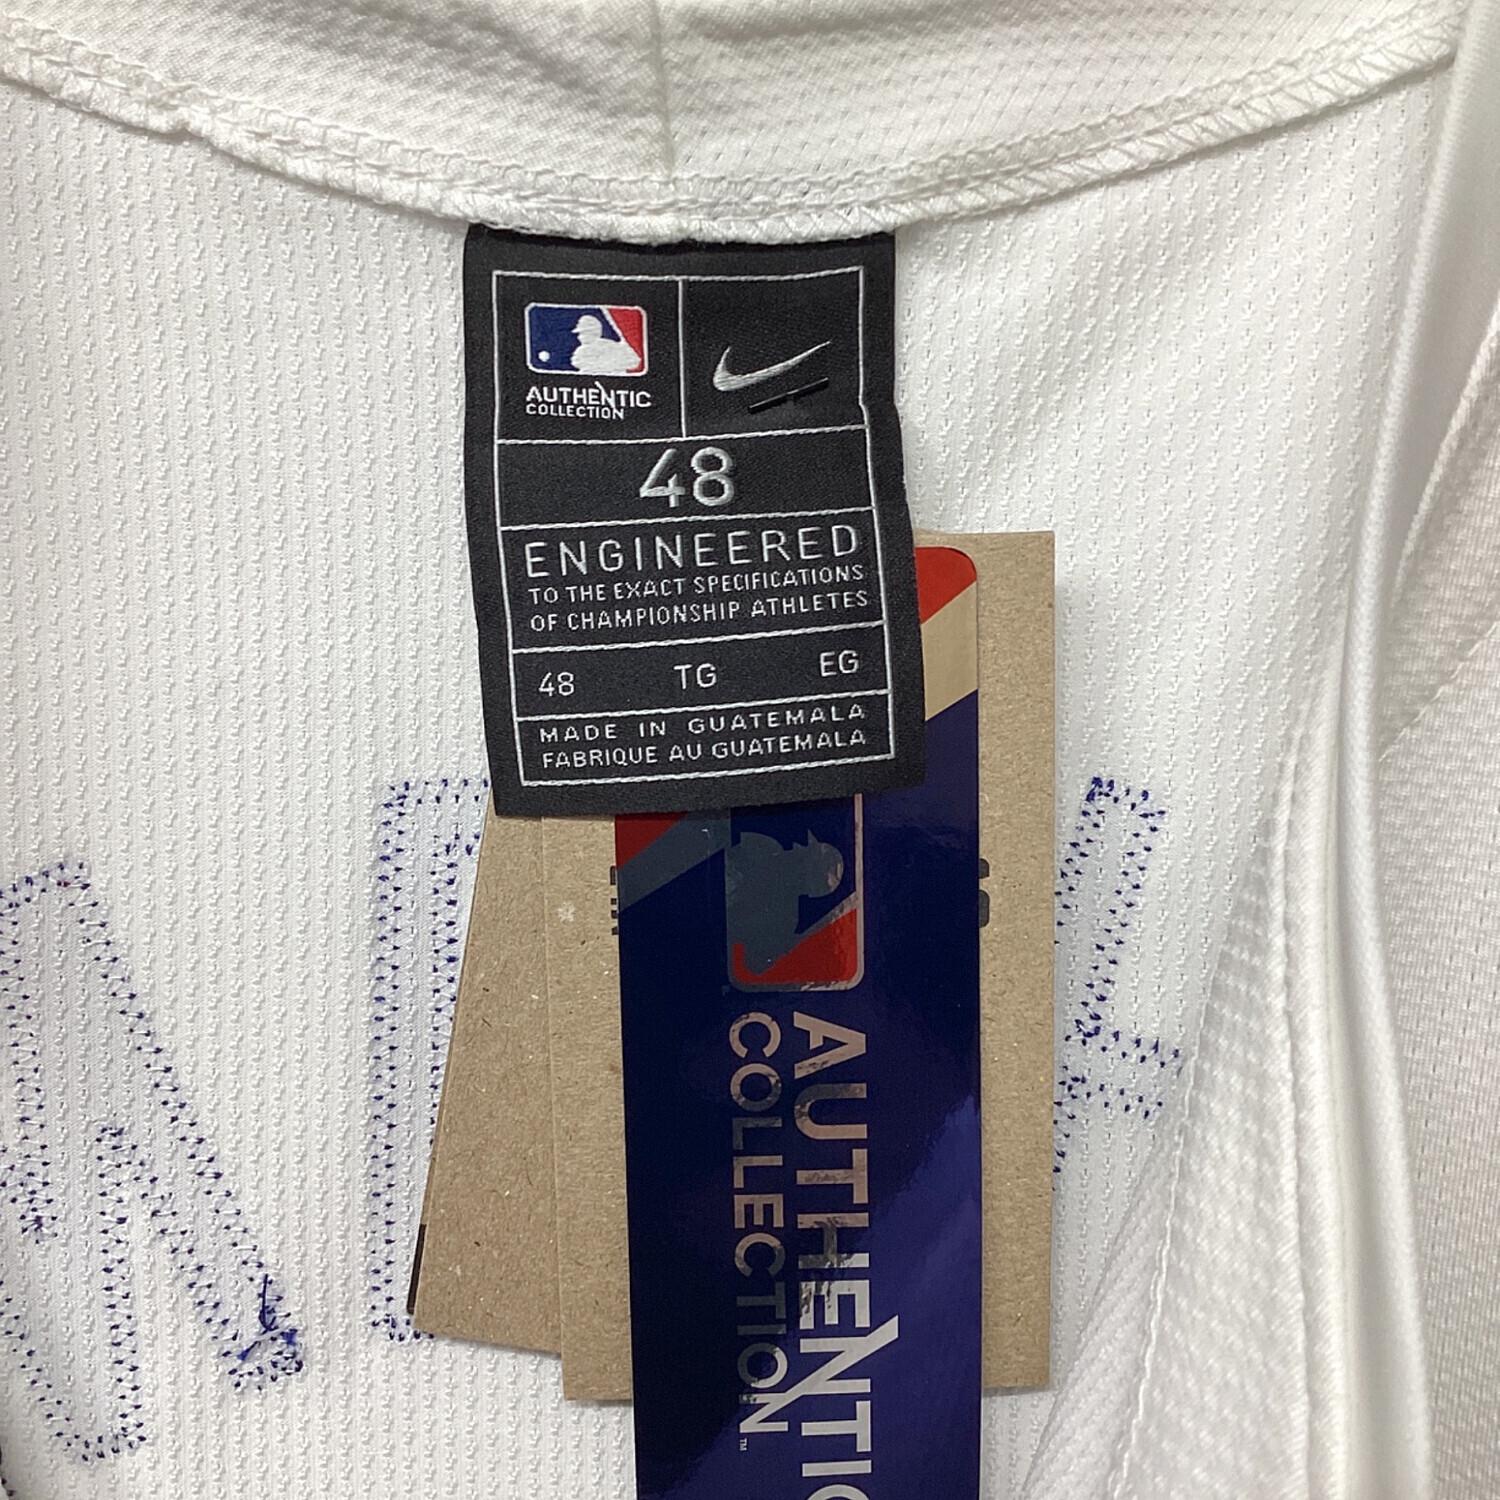 AUTHENTIC
COLLECTION
48
ENGINEERED
TO THE EXACT SPECIFICATIONS
OF CHAMPIONSHIP ATHLETES
48 TG EG
MADE IN GUATEMALA
FABRIQUE AU GUATEMALA
AUTHENTIC
COLLECTION™